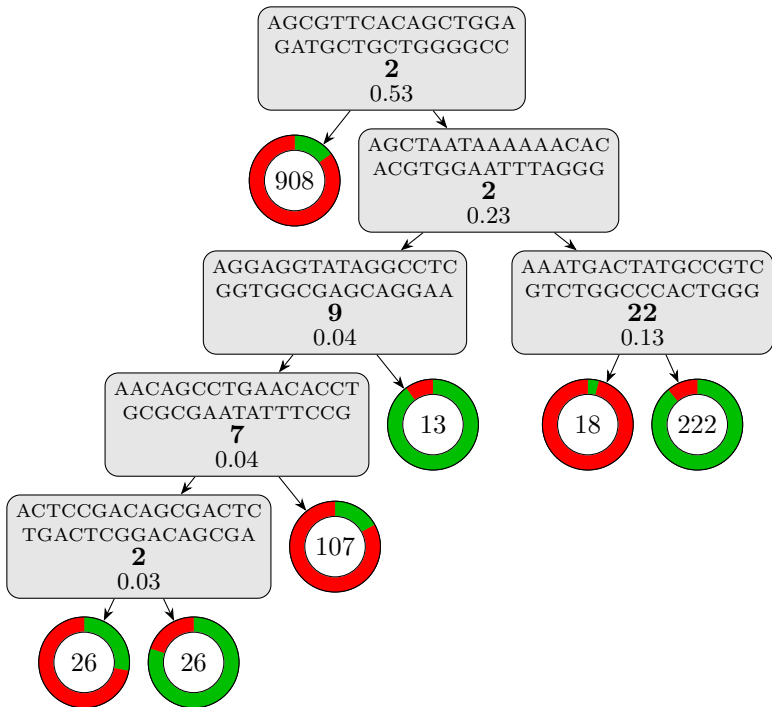 AGCGTTCACAGCTGGA
GATGCTGCTGGGGCC
2
0.53
908
AGCTAATAAAAAACAC
ACGTGGAATTTAGGG
2
0.23
AGGAGGTATAGGCCTC
GGTGGCGAGCAGGAA
9
0.04
AAATGACTATGCCGTC
GTCTGGCCCACTGGG
22
0.13
AACAGCCTGAACACCT
GCGCGAATATTTCCG
7
0.04
13
18
222
ACTCCGACAGCGACTC
TGACTCGGACAGCGA
2
0.03
107
26
26